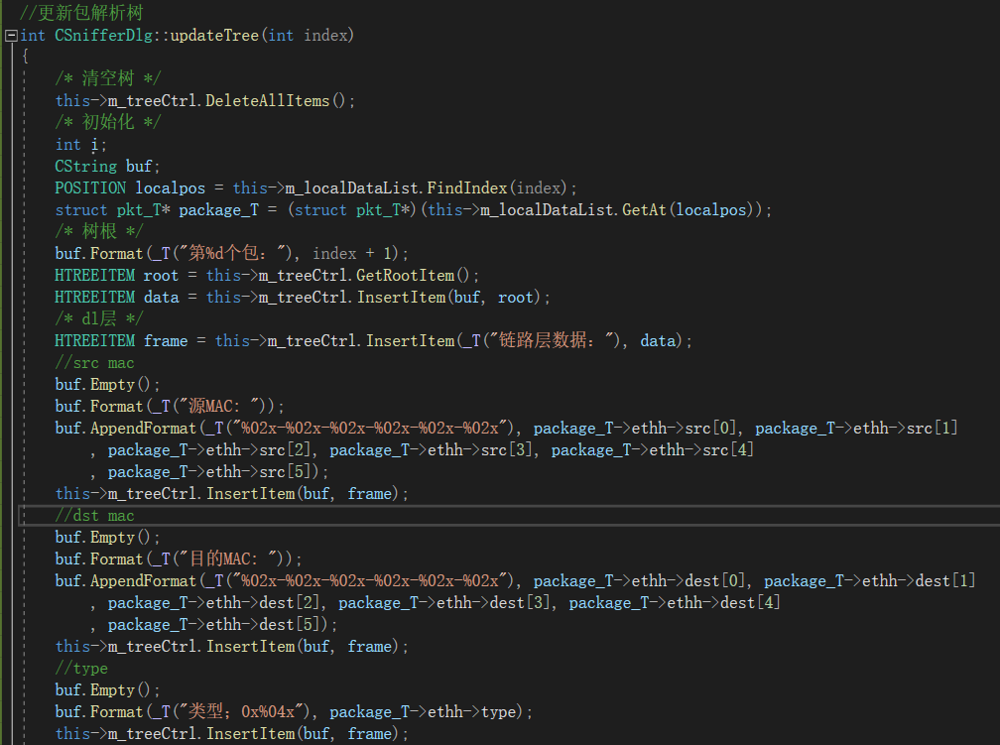 //更新包解析树
int CSnifferDlg::updateTree(int index)
{
/* 清空树 */
this->m_treeCtrl.DeleteAllItems();
/* 初始化 */
int i;
CString buf;
POSITION localpos = this->m_localDataList.FindIndex(index);
struct pkt_T* package_T = (struct pkt_T*)(this->m_localDataList.GetAt(localpos));
/* 树根 */
buf.Format(_T("第%d个包："), index + 1);
HTREEITEM root = this->m_treeCtrl.GetRootItem();
HTREEITEM data = this->m_treeCtrl.InsertItem(buf, root);
/* dl层 */
HTREEITEM frame = this->m_treeCtrl.InsertItem(_T("链路层数据："), data);
//src mac
buf.Empty();
buf.Format(_T("源MAC: "));
buf.AppendFormat(_T("%02x-%02x-%02x-%02x-%02x-%02x"), package_T->ethh->src[0], package_T->ethh->src[1]
, package_T->ethh->src[2], package_T->ethh->src[3], package_T->ethh->src[4]
, package_T->ethh->src[5]);
this->m_treeCtrl.InsertItem(buf, frame);
//dst mac
buf.Empty();
buf.Format(_T("目的MAC: "));
buf.AppendFormat(_T("%02x-%02x-%02x-%02x-%02x-%02x"), package_T->ethh->dest[0], package_T->ethh->dest[1]
, package_T->ethh->dest[2], package_T->ethh->dest[3], package_T->ethh->dest[4]
, package_T->ethh->dest[5]);
this->m_treeCtrl.InsertItem(buf, frame);
//type
buf.Empty();
buf.Format(_T("类型；0x%04x"), package_T->ethh->type);
this->m_treeCtrl.InsertItem(buf, frame);